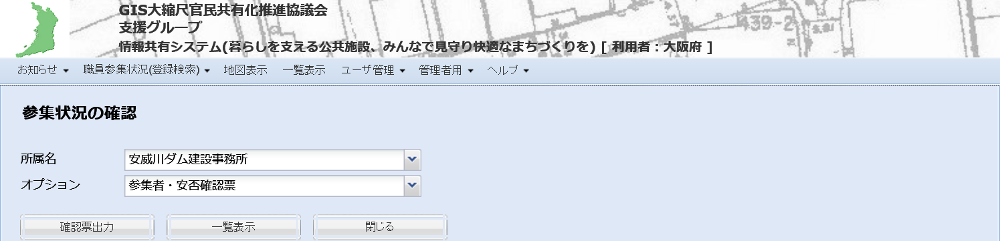 GIS大縮尺官民共有化推進協議会
支援グループ
情報共有システム(暮らしを支える公共施設、みんなで見守り快適なまちづくりを) [ 利用者：大阪府 ]
439-2
お知らせ 職員参集状況(登録検索) 地図表示 一覧表示 ユーザ管理 管理者用 ヘルプ
参集状況の確認
所属名 安威川ダム建設事務所
オプション 参集者・安否確認票
確認票出力 一覧表示 閉じる